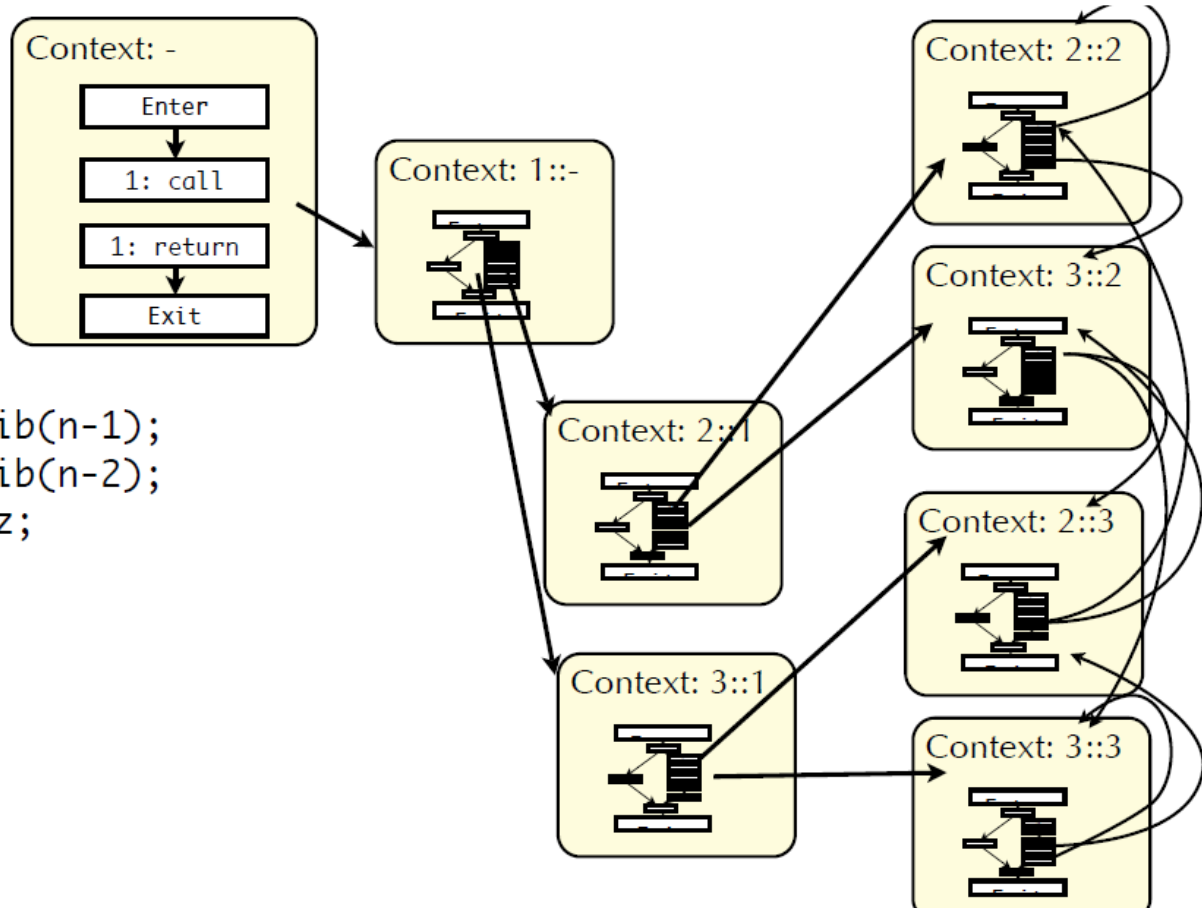 Context: -
Enter
1: call
1: return
Exit
Context: 1::-
ib(n-1);
ib(n-2);
z;
Context: 2::1
Context: 3::1
Context: 2::2
Context: 3::2
Context: 2::3
Context: 3::3